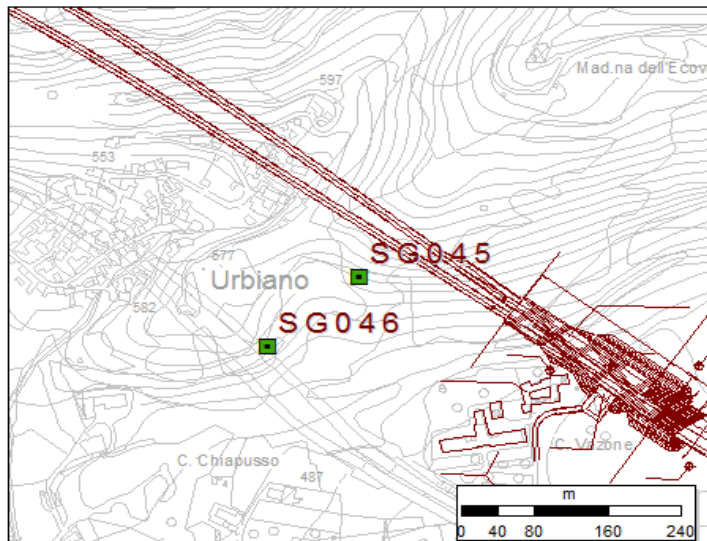 Mad.na dell'Ecov
597
553
SG045
577
Urbiano
582
SG046
C. Vazone
C. Chiapusso
487
m
0 40 80 160 240